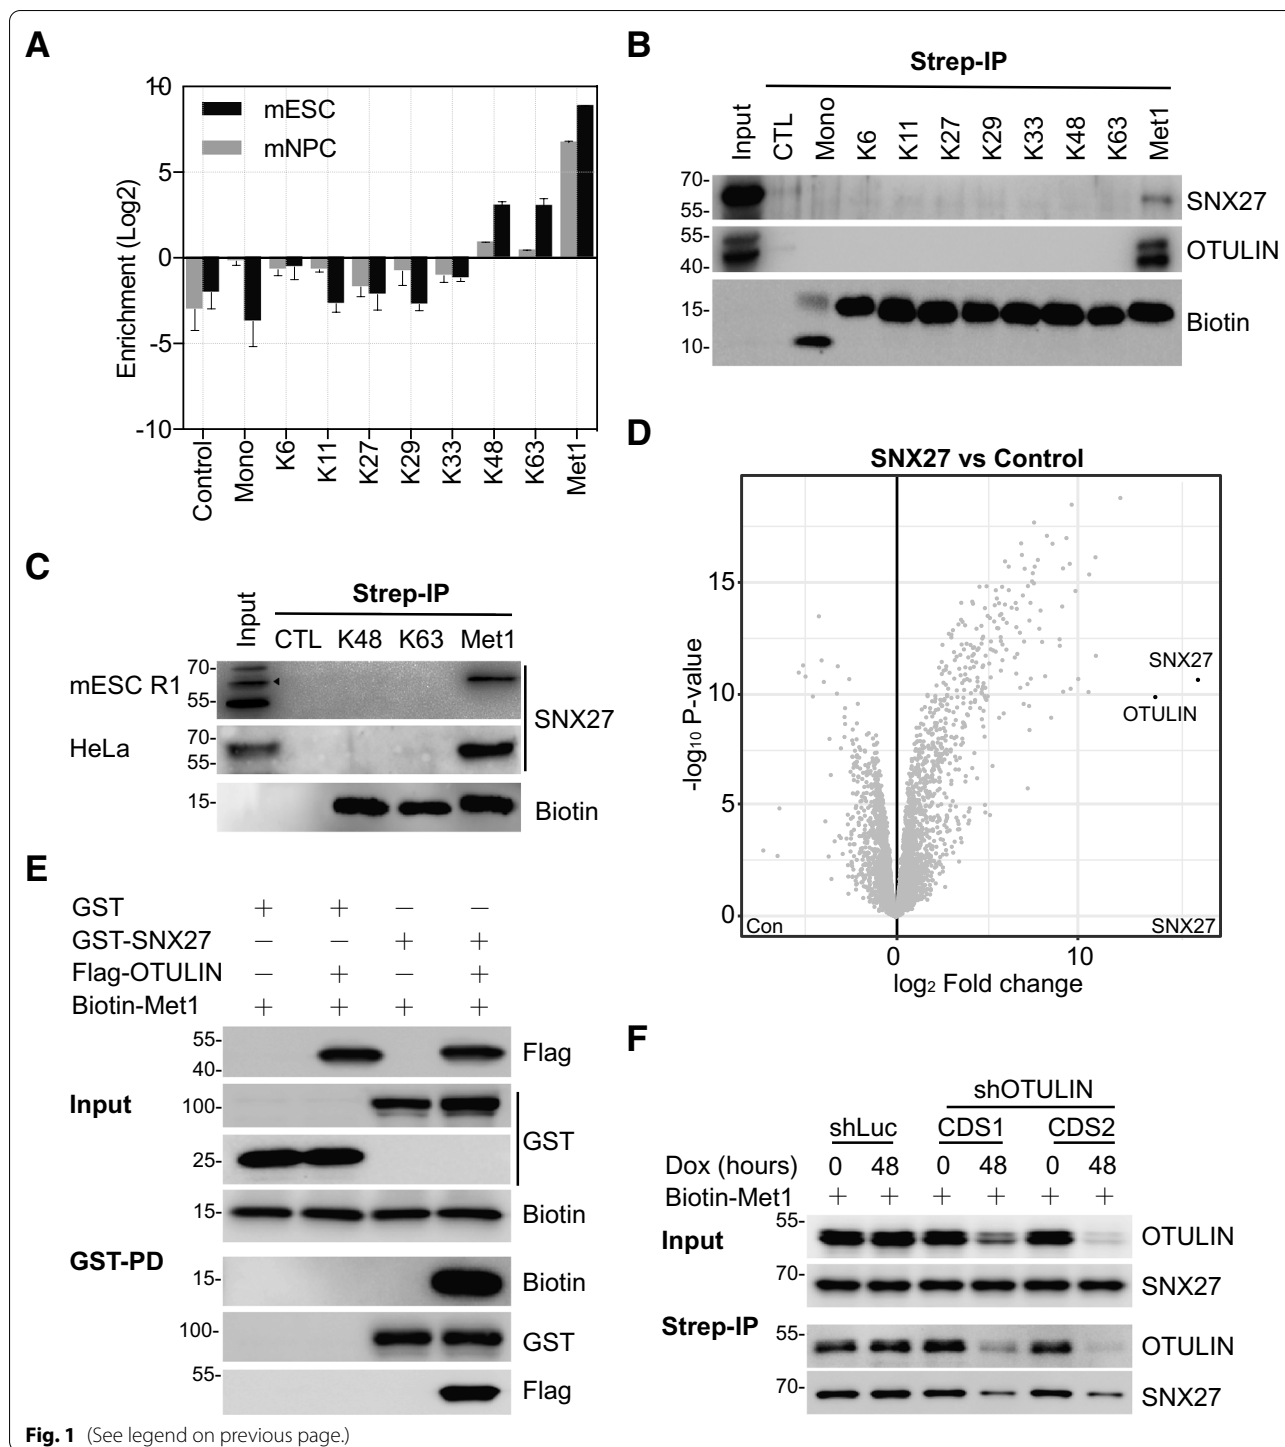 A
10
5
0
-5
-10
Enrichment (Log2)
mESC
mNPC
Control
Mono
K6
K11
K27
K29
K33
K48
K63
Met1
B
Strep-IP
Input
CTL
Mono
K6
K11
K27
K29
K33
K48
K63
Met1
70-
55-
SNX27
55-
40-
OTULIN
15-
10-
Biotin
C
Strep-IP
Input
CTL K48 K63 Met1
mESC R1
70-
55-
HeLa
70-
55-
SNX27
15-
Biotin
D
SNX27 vs Control
-log10 P-value
15
10
5
0
SNX27
OTULIN
Con
SNX27
0 10
log2 Fold change
E
GST + + – –
GST-SNX27 – – + +
Flag-OTULIN – + – +
Biotin-Met1 + + + +
Input
55-
40-
Flag
100-
25-
GST
15-
Biotin
GST-PD
15-
Biotin
100-
GST
55-
Flag
F
shOTULIN
shLuc CDS1 CDS2
Dox (hours) 0 48 0 48 0 48
Biotin-Met1 + + + + + +
Input
55-
OTULIN
70-
SNX27
Strep-IP
55-
OTULIN
70-
SNX27
Fig. 1 (See legend on previous page.)